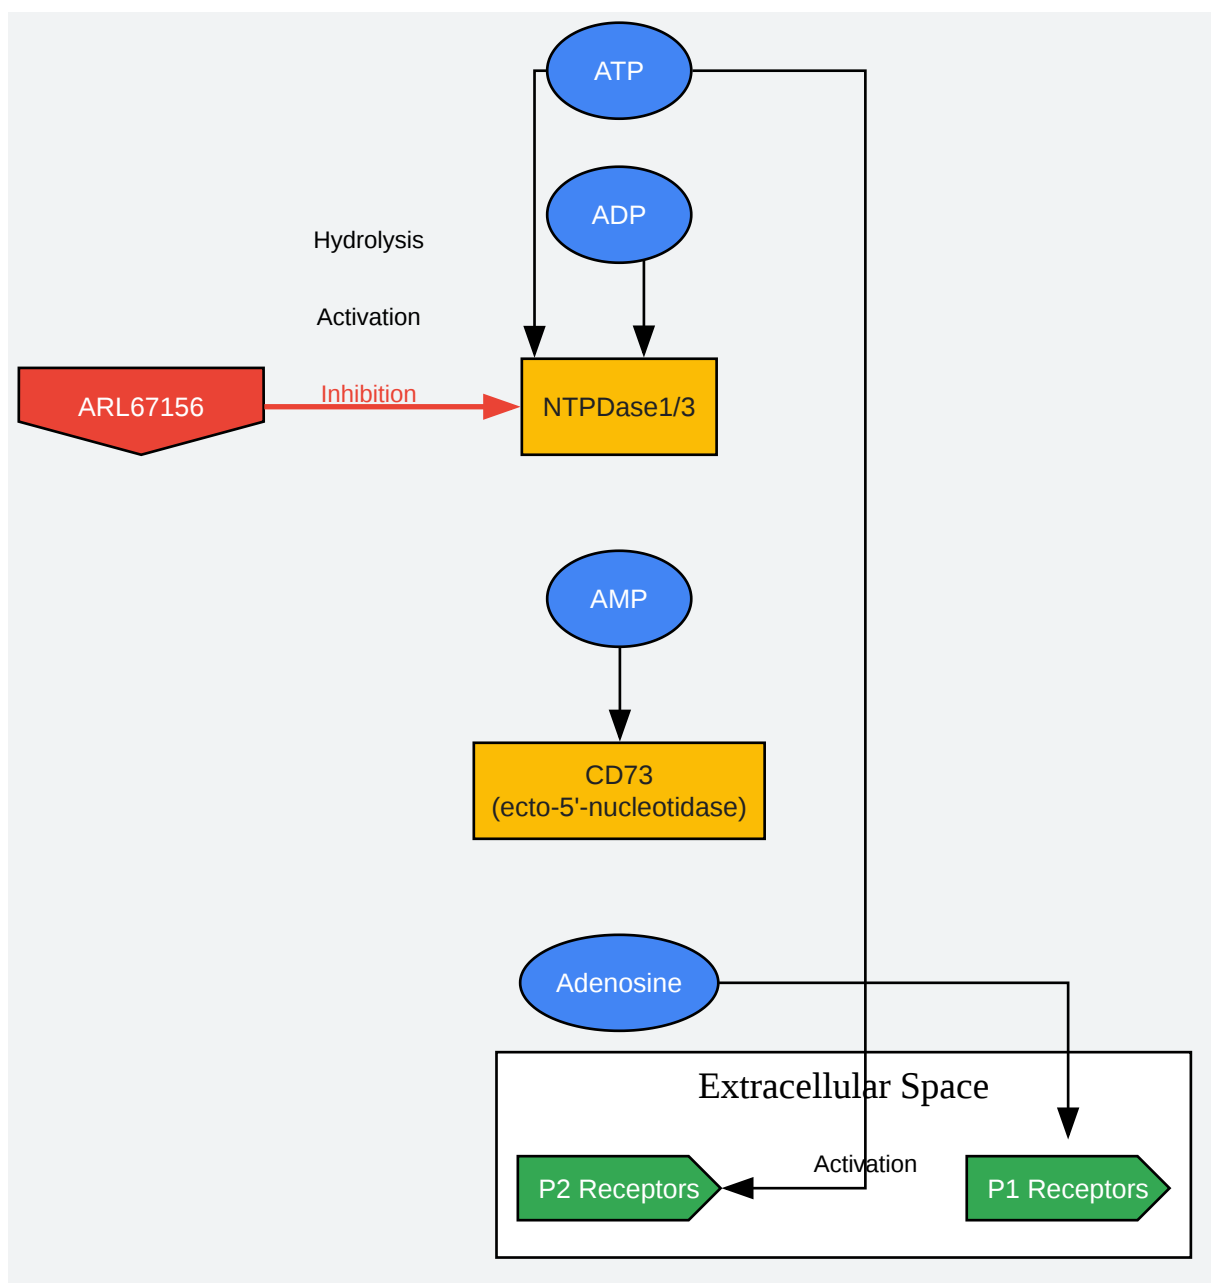 ATP
ADP
Hydrolysis
Activation
Inhibition
ARL67156
NTPDase1/3
AMP
CD73
(ecto-5'-nucleotidase)
Adenosine
Extracellular Space
Activation
P2 Receptors
P1 Receptors